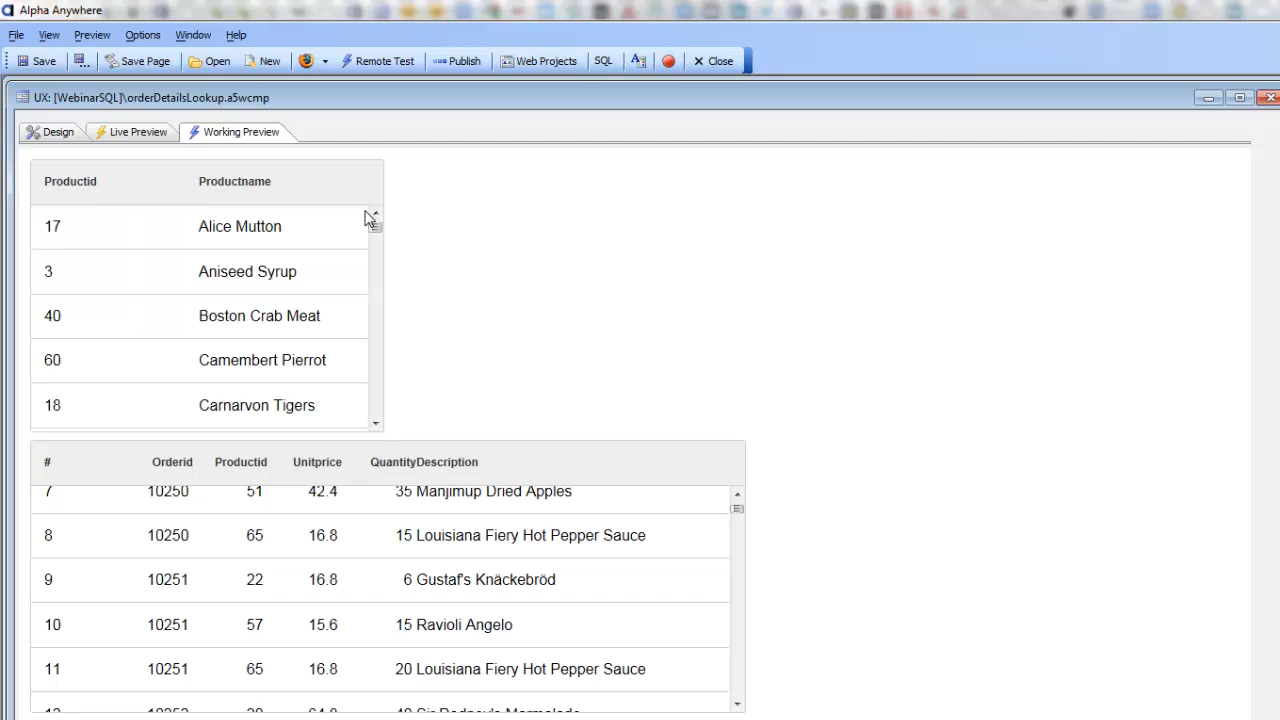 Alpha Anywhere
File View Preview Options Window Help
Save Save Page Open New Remote Test Publish Web Projects SQL Close
UX: [WebinarSQL]\orderDetailsLookup.a5wcmp
Design Live Preview Working Preview
Productid Productname
17 Alice Mutton
3 Aniseed Syrup
40 Boston Crab Meat
60 Camembert Pierrot
18 Carnarvon Tigers
# Orderid Productid Unitprice QuantityDescription
7 10250 51 42.4 35 Manjimup Dried Apples
8 10250 65 16.8 15 Louisiana Fiery Hot Pepper Sauce
9 10251 22 16.8 6 Gustaf's Knäckebröd
10 10251 57 15.6 15 Ravioli Angelo
11 10251 65 16.8 20 Louisiana Fiery Hot Pepper Sauce